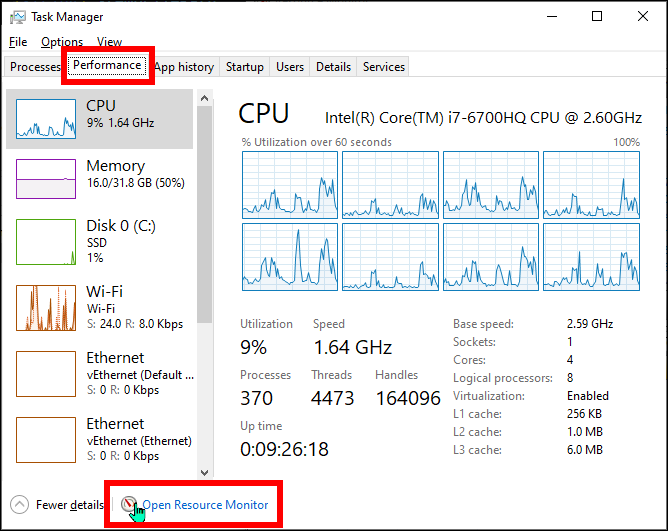 Task Manager
File Options View
Processes Performance App history Startup Users Details Services
CPU
9% 1.64 GHz
Memory
16.0/31.8 GB (50%)
Disk 0 (C:)
SSD
1%
Wi-Fi
Wi-Fi
S: 24.0 R: 8.0 Kbps
Ethernet
vEthernet (Default ...
S: 0 R: 0 Kbps
Ethernet
vEthernet (Ethernet)
S: 0 R: 0 Kbps
CPU Intel(R) Core(TM) i7-6700HQ CPU @ 2.60GHz
% Utilization over 60 seconds 100%
Utilization Speed
9% 1.64 GHz
Processes Threads Handles
370 4473 164096
Up time
0:09:26:18
Base speed: 2.59 GHz
Sockets: 1
Cores: 4
Logical processors: 8
Virtualization: Enabled
L1 cache: 256 KB
L2 cache: 1.0 MB
L3 cache: 6.0 MB
Fewer details Open Resource Monitor